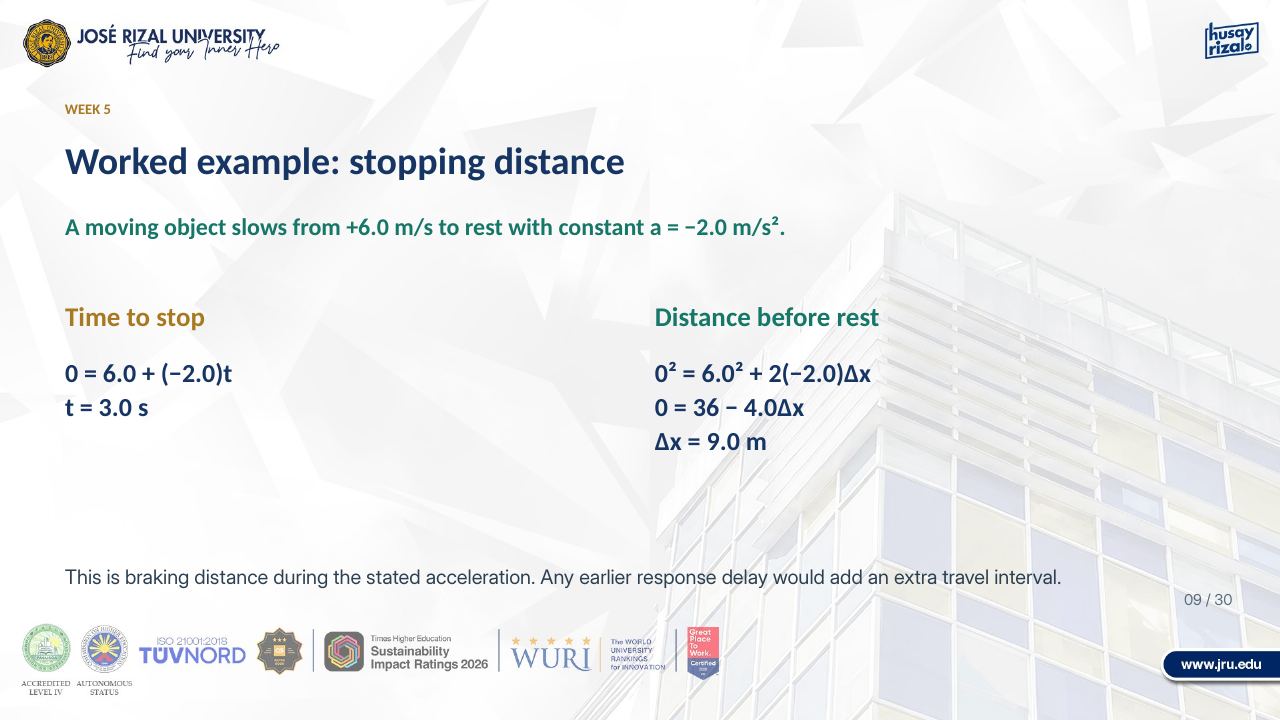 JOSÉ RIZAL UNIVERSITY
Find your Inner Hero
husay
rizal
WEEK 5
Worked example: stopping distance
A moving object slows from +6.0 m/s to rest with constant a = −2.0 m/s².
Time to stop
0 = 6.0 + (−2.0)t
t = 3.0 s
Distance before rest
0² = 6.0² + 2(−2.0)Δx
0 = 36 − 4.0Δx
Δx = 9.0 m
This is braking distance during the stated acceleration. Any earlier response delay would add an extra travel interval.
09 / 30
ACCREDITED
LEVEL IV
AUTONOMOUS
STATUS
ISO 21001:2018
TÜVNORD
Times Higher Education
Sustainability
Impact Ratings 2026
WURI
The WORLD
UNIVERSITY
RANKINGS
for INNOVATION
Great
Place
To
Work.
Certified
www.jru.edu